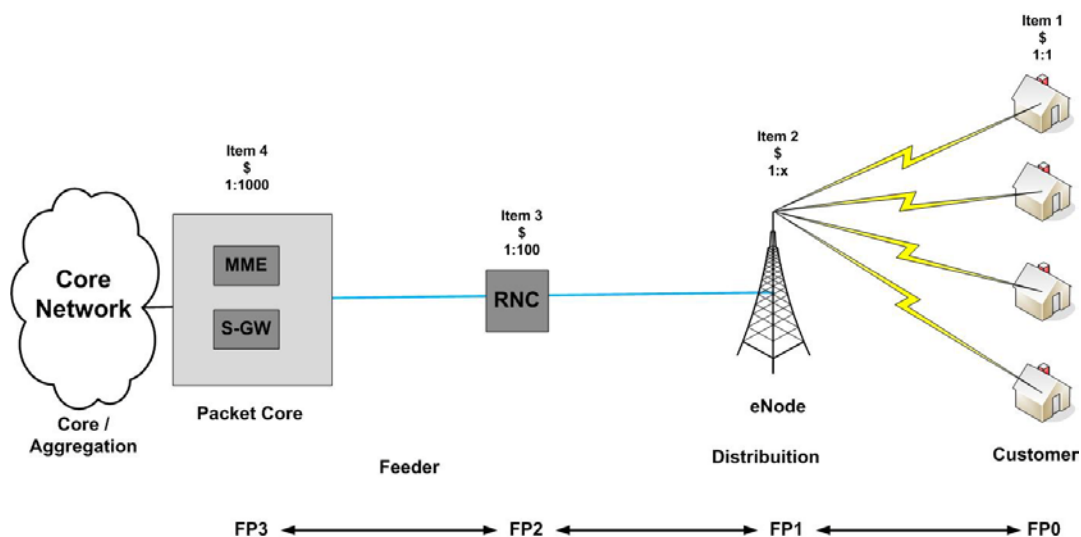 Item 1
$
1:1
Item 2
$
1:x
Item 4
$
1:1000
Item 3
$
1:100
Core
Network
MME
S-GW
RNC
Packet Core
eNode
Core /
Aggregation
Feeder
Distribuition
Customer
FP3
FP2
FP1
FP0